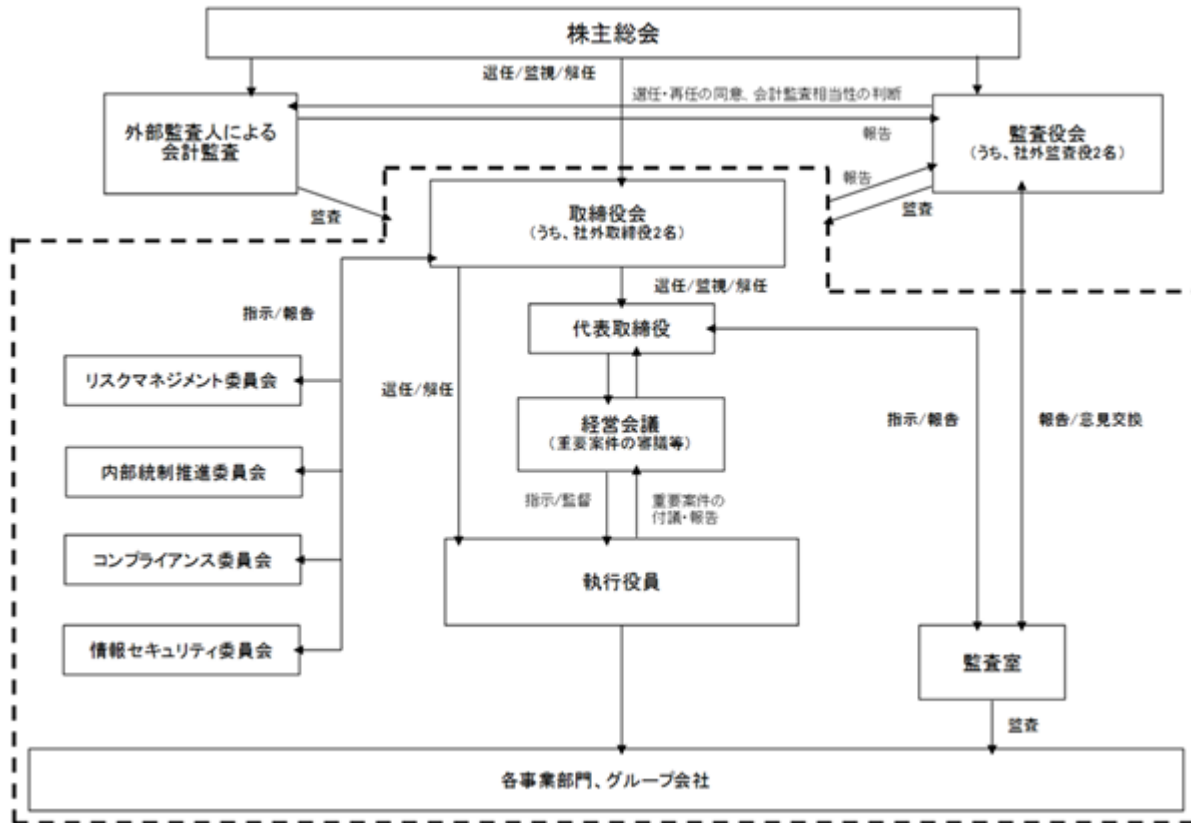 株主総会
選任/監視/解任
選任・再任の同意、会計監査相当性の判断
外部監査人による
会計監査
監査役会
(うち、社外監査役2名)
報告
報告
監査
監査
取締役会
(うち、社外取締役2名)
選任/監視/解任
指示/報告
代表取締役
リスクマネジメント委員会
選任/解任
経営会議
(重要案件の審議等)
指示/報告
報告/意見交換
内部統制推進委員会
指示/監督
重要案件の
付議・報告
コンプライアンス委員会
執行役員
情報セキュリティ委員会
監査室
監査
各事業部門、グループ会社